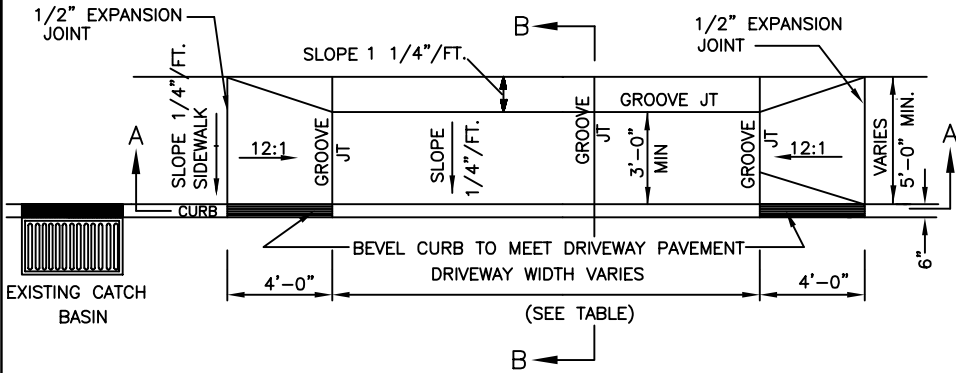 1/2" EXPANSION
JOINT
B
1/2" EXPANSION
JOINT
SLOPE 1 1/4"/FT.
SLOPE 1/4"/FT.
SIDEWALK
A
12:1
GROOVE
JT
SLOPE
1/4"/FT.
GROOVE
JT
GROOVE JT
3'-0"
MIN
GROOVE
JT
12:1
VARIES
5'-0" MIN.
A
CURB
6"
BEVEL CURB TO MEET DRIVEWAY PAVEMENT
DRIVEWAY WIDTH VARIES
4'-0"
4'-0"
(SEE TABLE)
EXISTING CATCH
BASIN
B